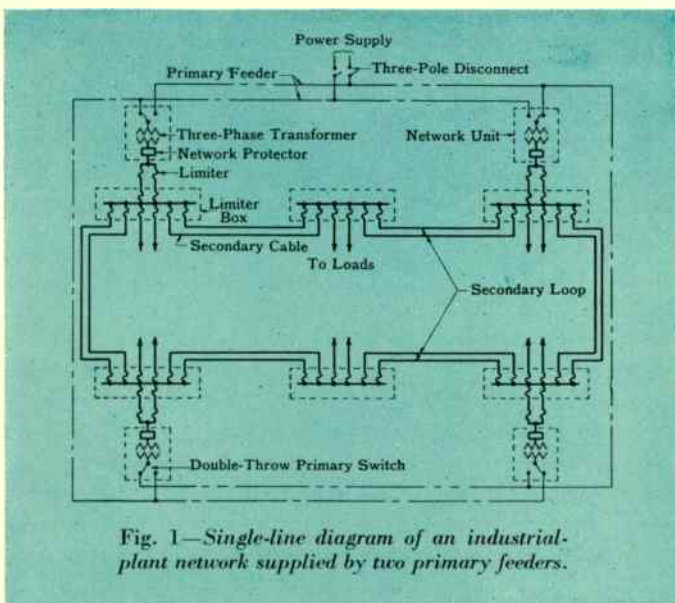 Power Supply
Three-Pole Disconnect
Primary Feeder
Three-Phase Transformer
Network Unit
Network Protector
Limiter
Limiter
Box
Secondary Cable
To Loads
Secondary Loop
Double-Throw Primary Switch
Fig. 1—Single-line diagram of an industrial-
plant network supplied by two primary feeders.